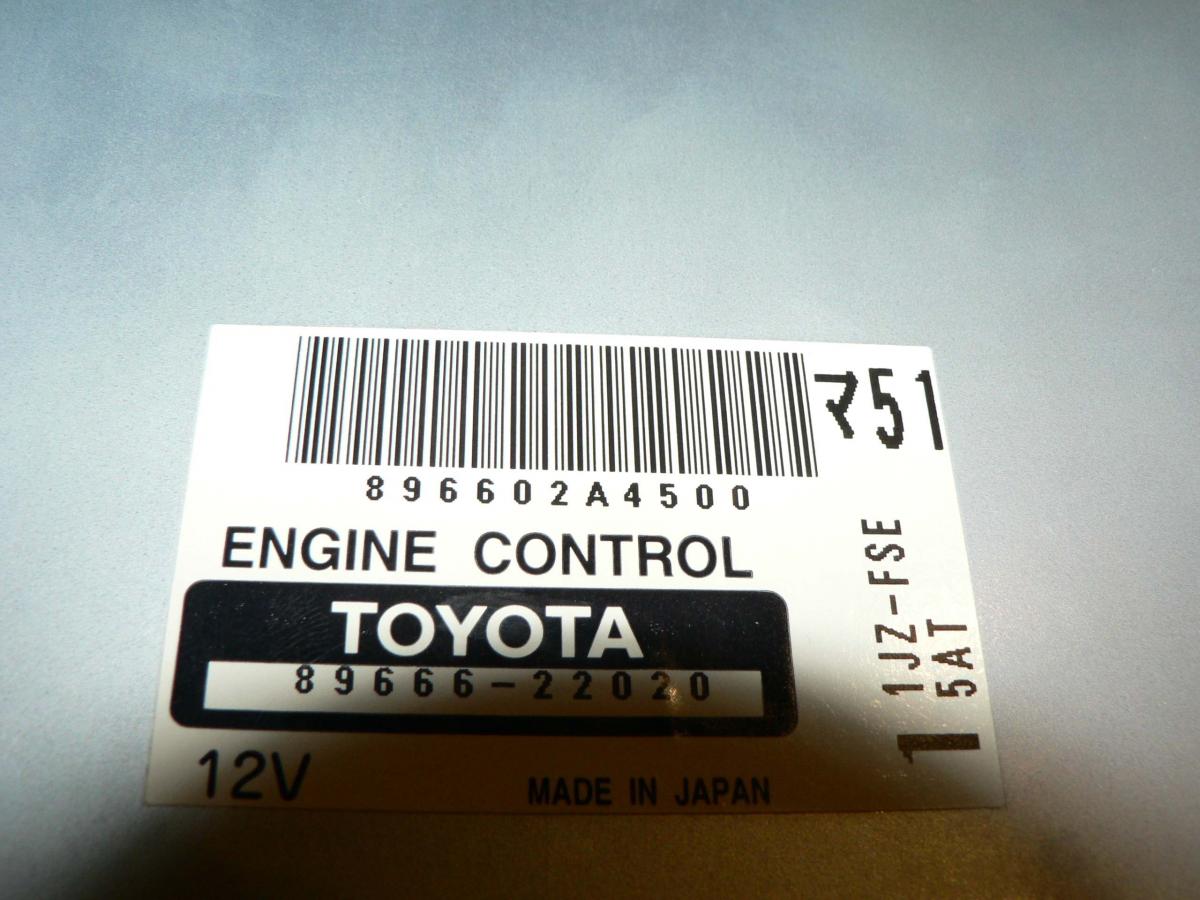 マ51
896602A4500
ENGINE CONTROL
TOYOTA
89666-22020
12V
MADE IN JAPAN
1JZ-FSE
5AT
1